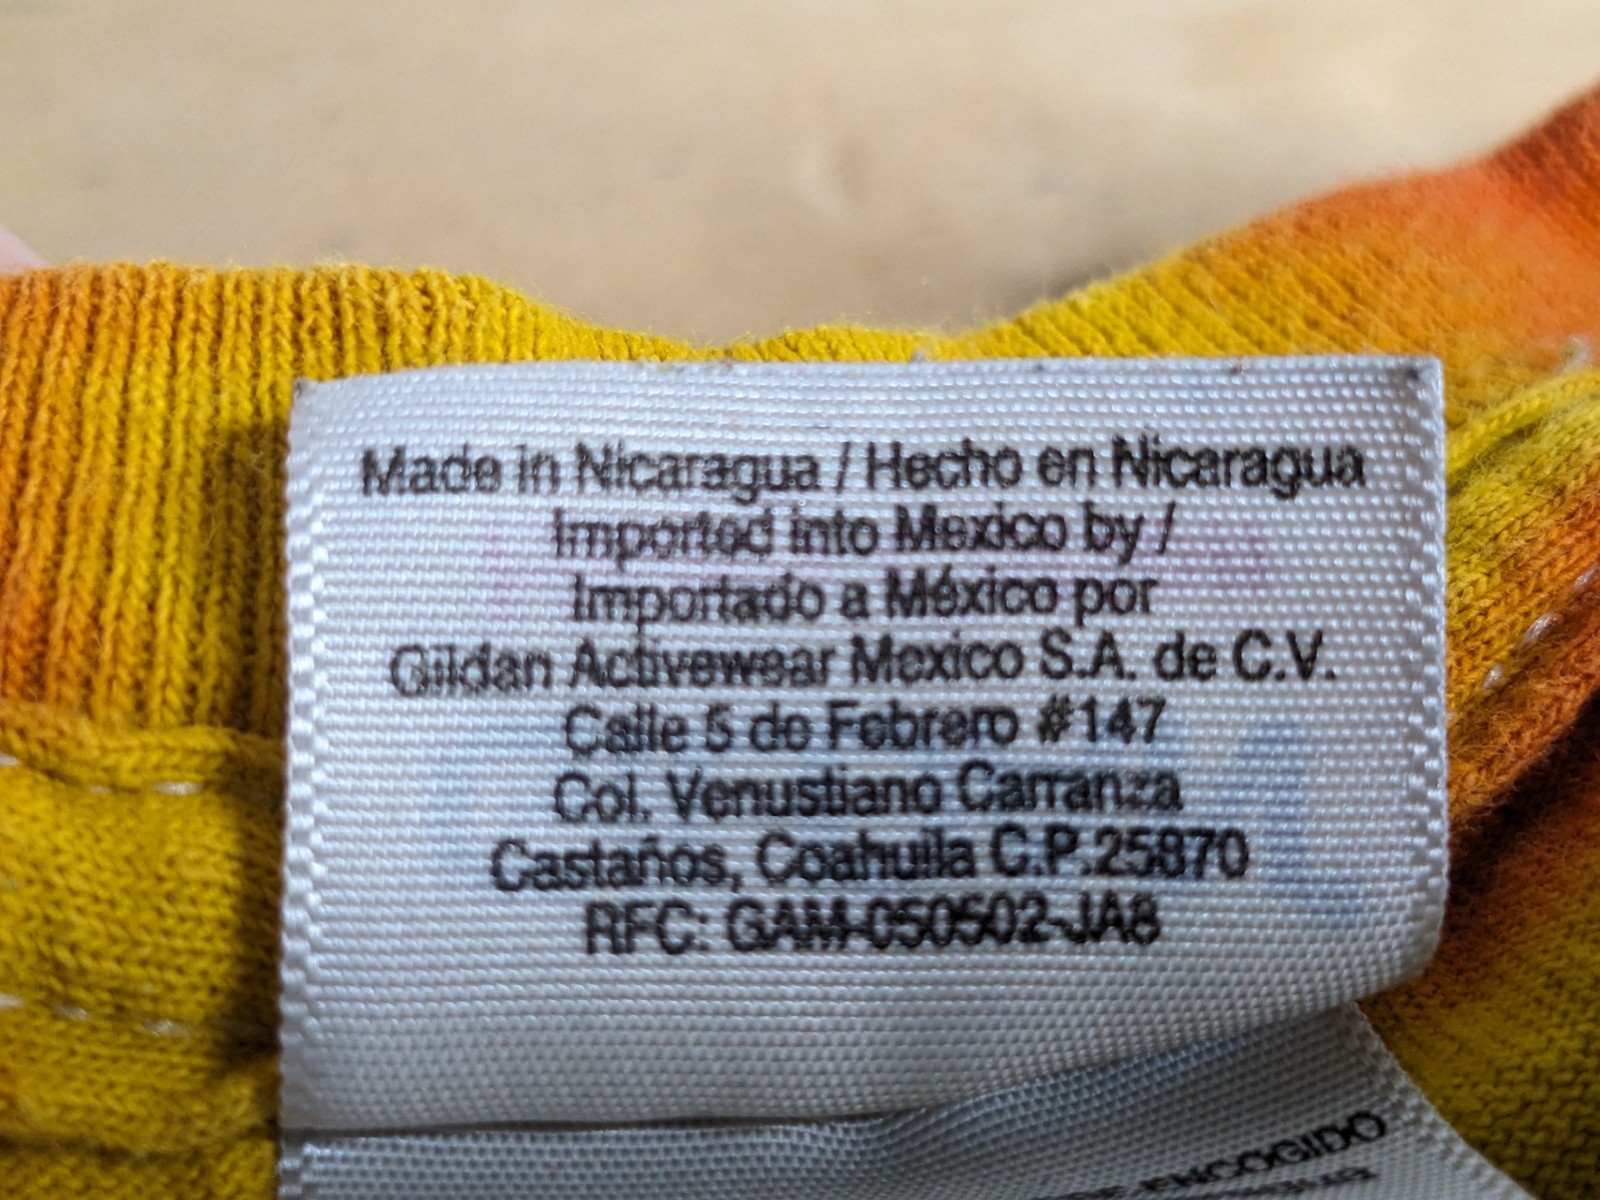 Made in Nicaragua / Hecho en Nicaragua
Imported into Mexico by /
Importado a México por
Gildan Activewear Mexico S.A. de C.V.
Calle 5 de Febrero #147
Col. Venustiano Carranza
Castaños, Coahuila C.P.25870
RFC: GAM-050502-JA8
ENCOGIDO